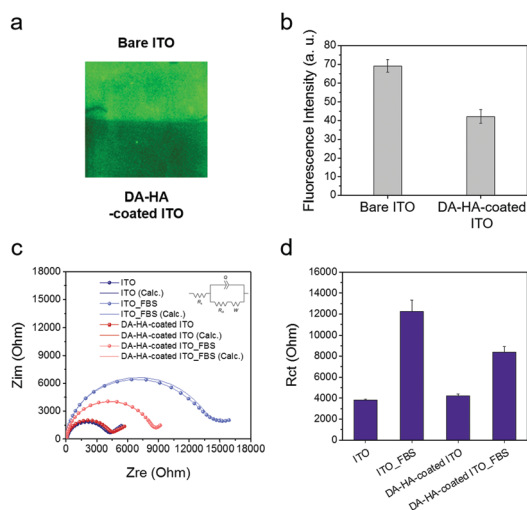 a
Bare ITO
DA-HA
-coated ITO
b
Fluorescence Intensity (a. u.)
80
70
60
50
40
30
20
10
0
Bare ITO
DA-HA-coated
ITO
c
Zim (Ohm)
18000
15000
12000
9000
6000
3000
0
ITO
ITO (Calc.)
ITO_FBS
ITO_FBS (Calc.)
DA-HA-coated ITO
DA-HA-coated ITO (Calc.)
DA-HA-coated ITO_FBS
DA-HA-coated ITO_FBS (Calc.)
Q
W
0 3000 6000 9000 12000 15000 18000
Zre (Ohm)
d
Rct (Ohm)
16000
14000
12000
10000
8000
6000
4000
2000
0
ITO
ITO_FBS
DA-HA-coated ITO
DA-HA-coated ITO_FBS